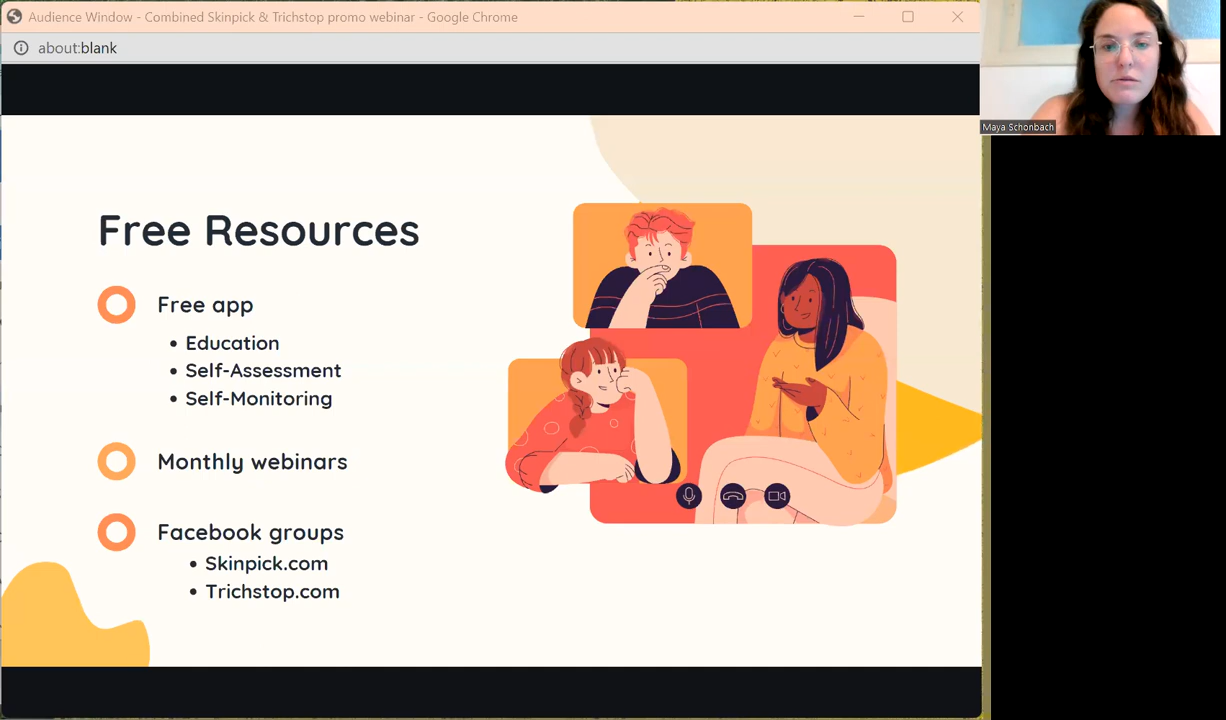 Audience Window - Combined Skinpick & Trichstop promo webinar - Google Chrome
about:blank
Maya Schonbach
Free Resources
Free app
• Education
• Self-Assessment
• Self-Monitoring
Monthly webinars
Facebook groups
• Skinpick.com
• Trichstop.com